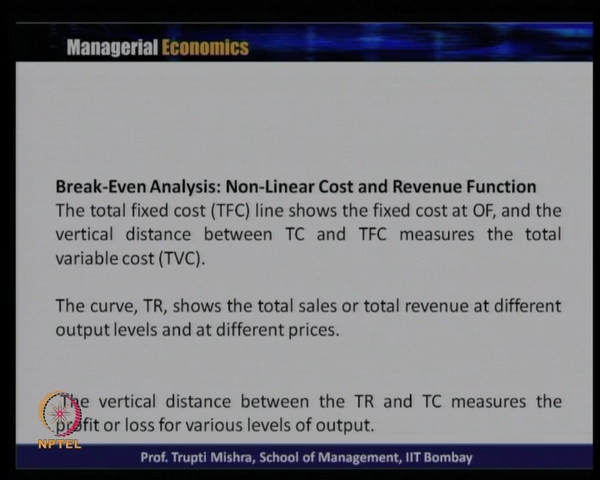 Managerial Economics
Break-Even Analysis: Non-Linear Cost and Revenue Function
The total fixed cost (TFC) line shows the fixed cost at OF, and the
vertical distance between TC and TFC measures the total
variable cost (TVC).
The curve, TR, shows the total sales or total revenue at different
output levels and at different prices.
The vertical distance between the TR and TC measures the
profit or loss for various levels of output.
NPTEL
Prof. Trupti Mishra, School of Management, IIT Bombay